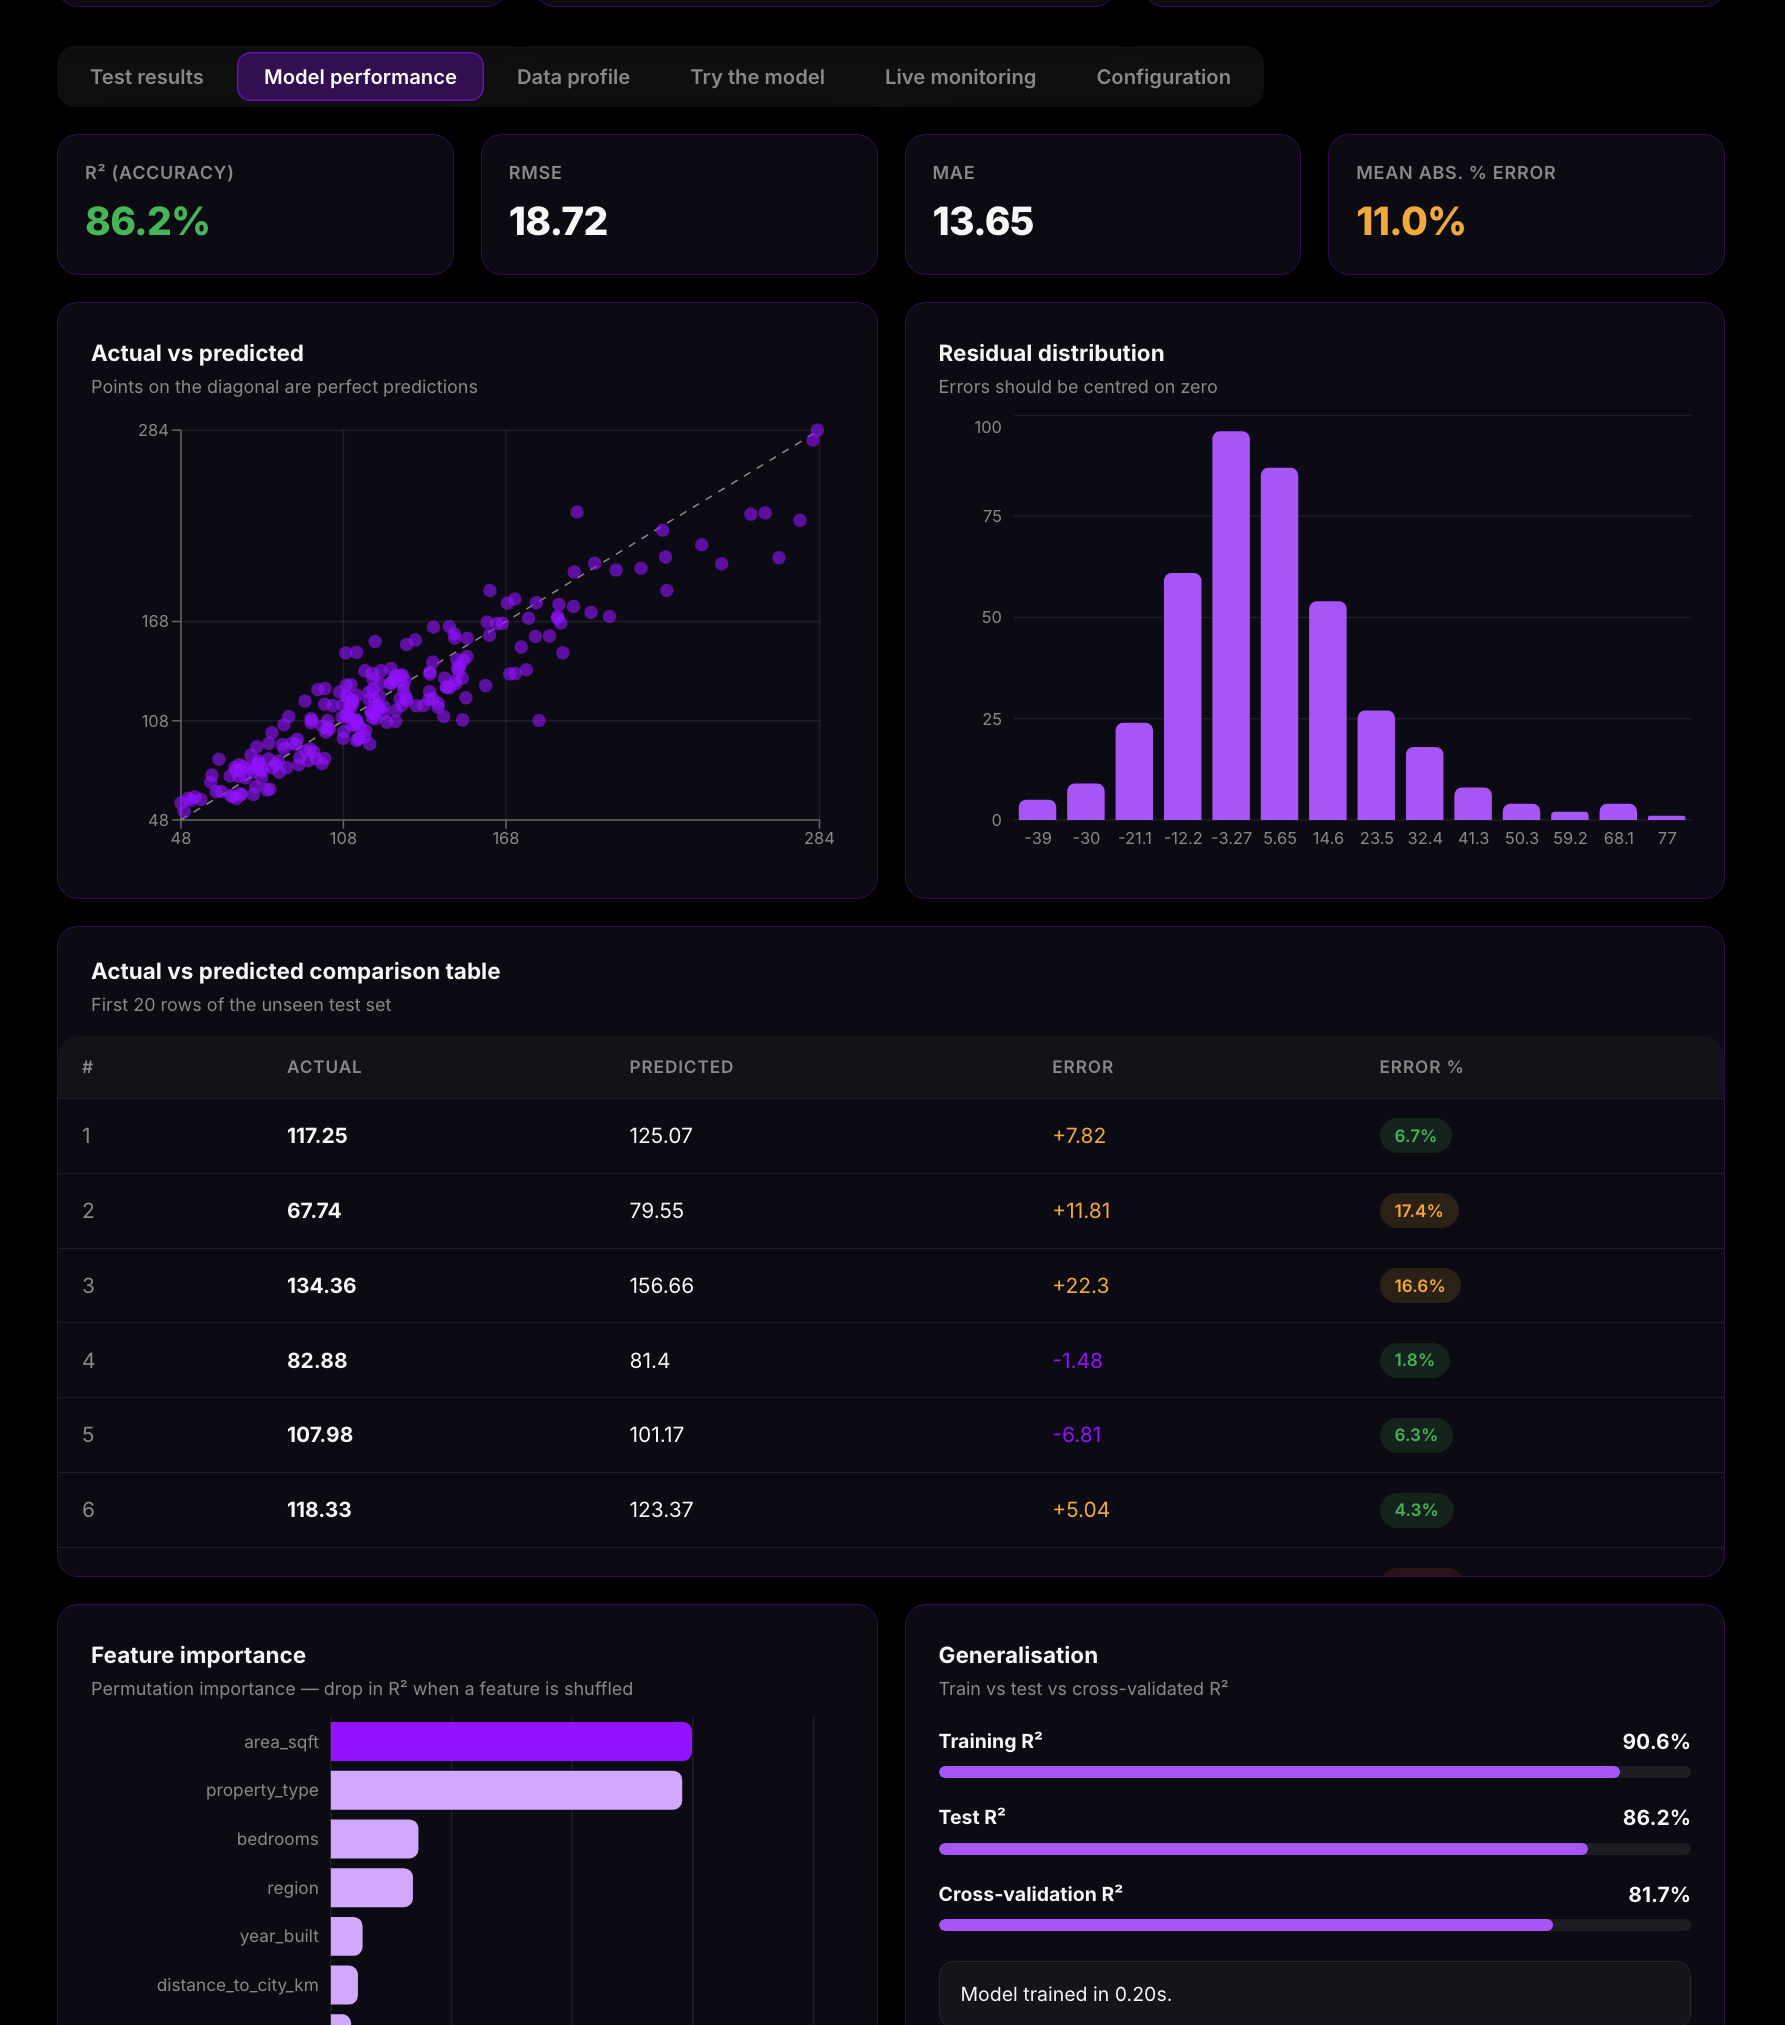 Test results
Model performance
Data profile
Try the model
Live monitoring
Configuration
R² (ACCURACY)
86.2%
RMSE
18.72
MAE
13.65
MEAN ABS. % ERROR
11.0%
Actual vs predicted
Points on the diagonal are perfect predictions
284
168
108
48
48 108 168 284
Residual distribution
Errors should be centred on zero
100
75
50
25
0
-39 -30 -21.1 -12.2 -3.27 5.65 14.6 23.5 32.4 41.3 50.3 59.2 68.1 77
Actual vs predicted comparison table
First 20 rows of the unseen test set
# ACTUAL PREDICTED ERROR ERROR %
1 117.25 125.07 +7.82 6.7%
2 67.74 79.55 +11.81 17.4%
3 134.36 156.66 +22.3 16.6%
4 82.88 81.4 -1.48 1.8%
5 107.98 101.17 -6.81 6.3%
6 118.33 123.37 +5.04 4.3%
Feature importance
Permutation importance — drop in R² when a feature is shuffled
area_sqft
property_type
bedrooms
region
year_built
distance_to_city_km
Generalisation
Train vs test vs cross-validated R²
Training R² 90.6%
Test R² 86.2%
Cross-validation R² 81.7%
Model trained in 0.20s.